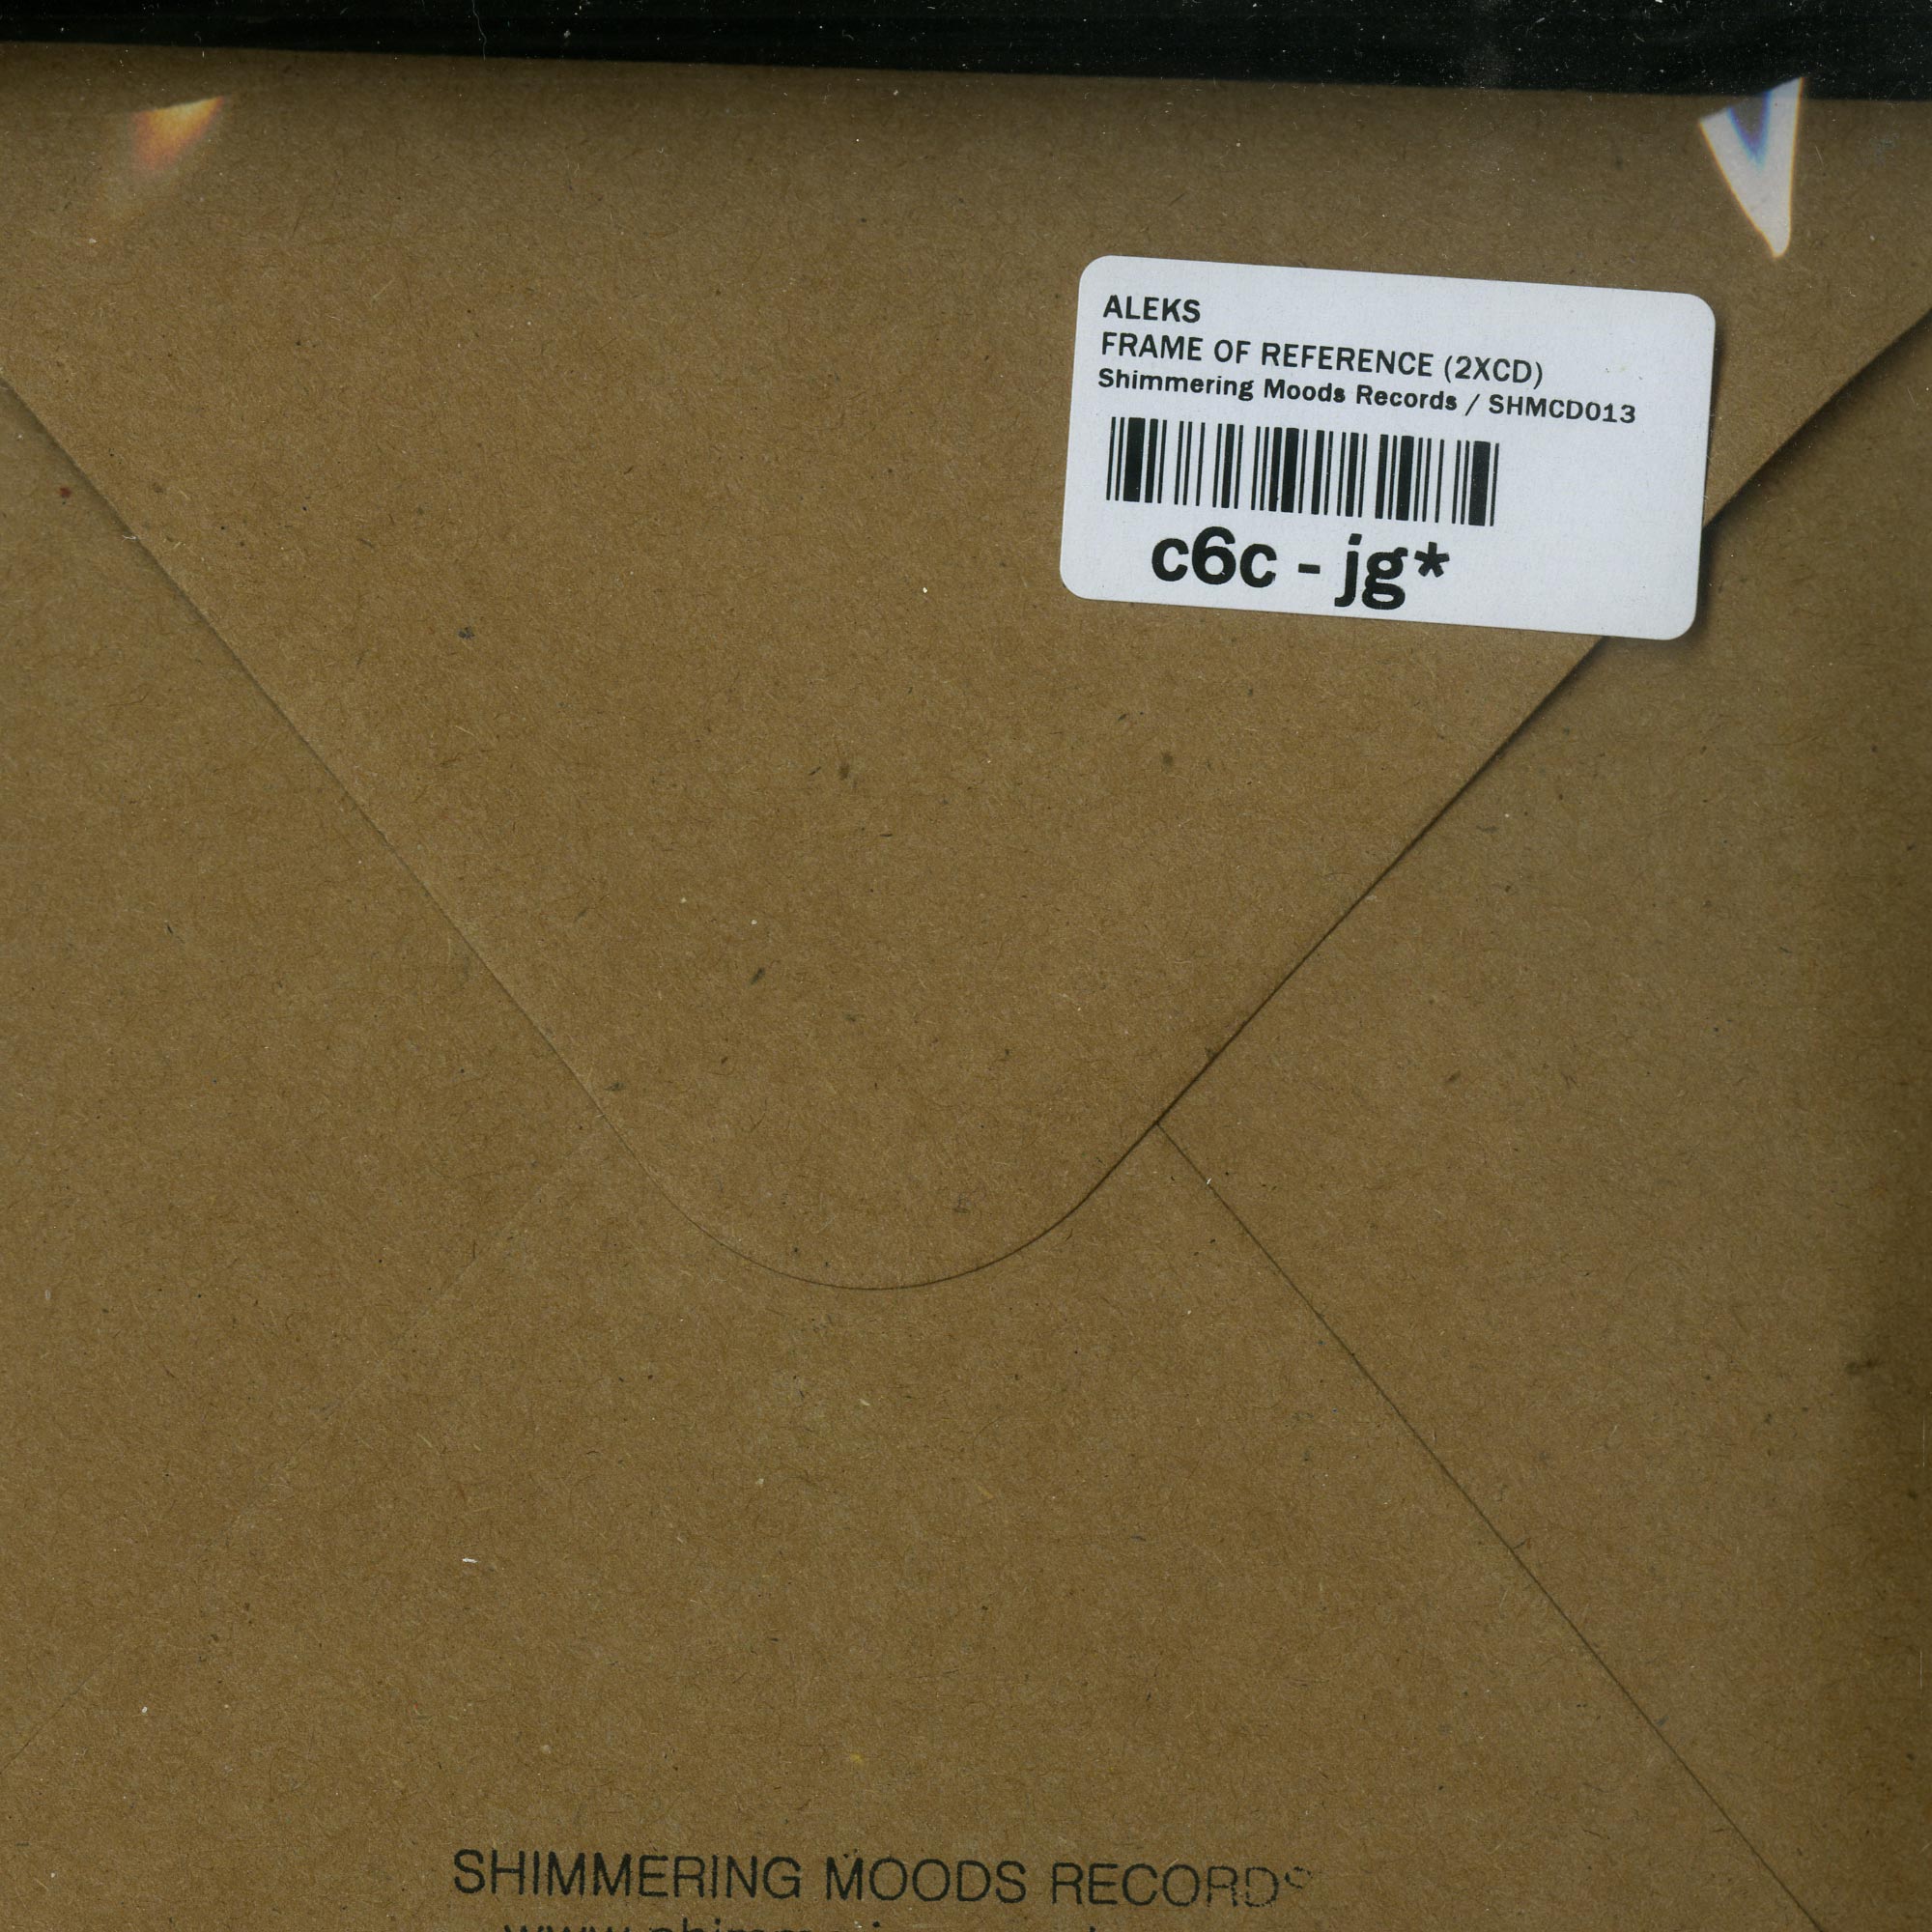 ALEKS
FRAME OF REFERENCE (2XCD)
Shimmering Moods Records / SHMCD013
c6c - jg*
SHIMMERING MOODS RECORDS